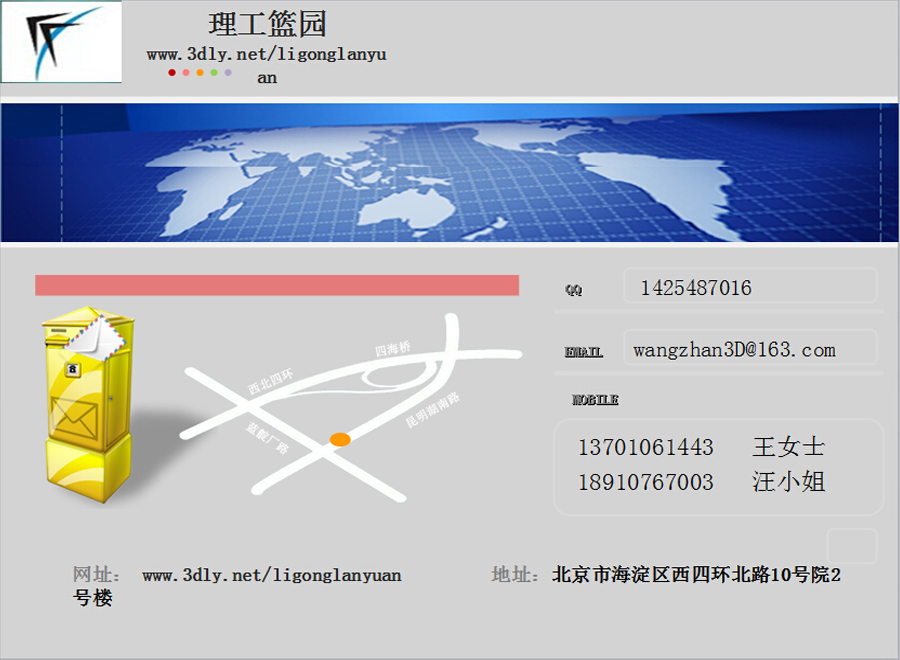 理工篮园
www.3dly.net/ligonglanyu
an
QQ
1425487016
四海桥
EMAIL
wangzhan3D@163.com
西北四环
MOBILE
昆明湖南路
蓝靛厂路
13701061443 王女士
18910767003 汪小姐
网址： www.3dly.net/ligonglanyuan 地址： 北京市海淀区西四环北路10号院2
号楼